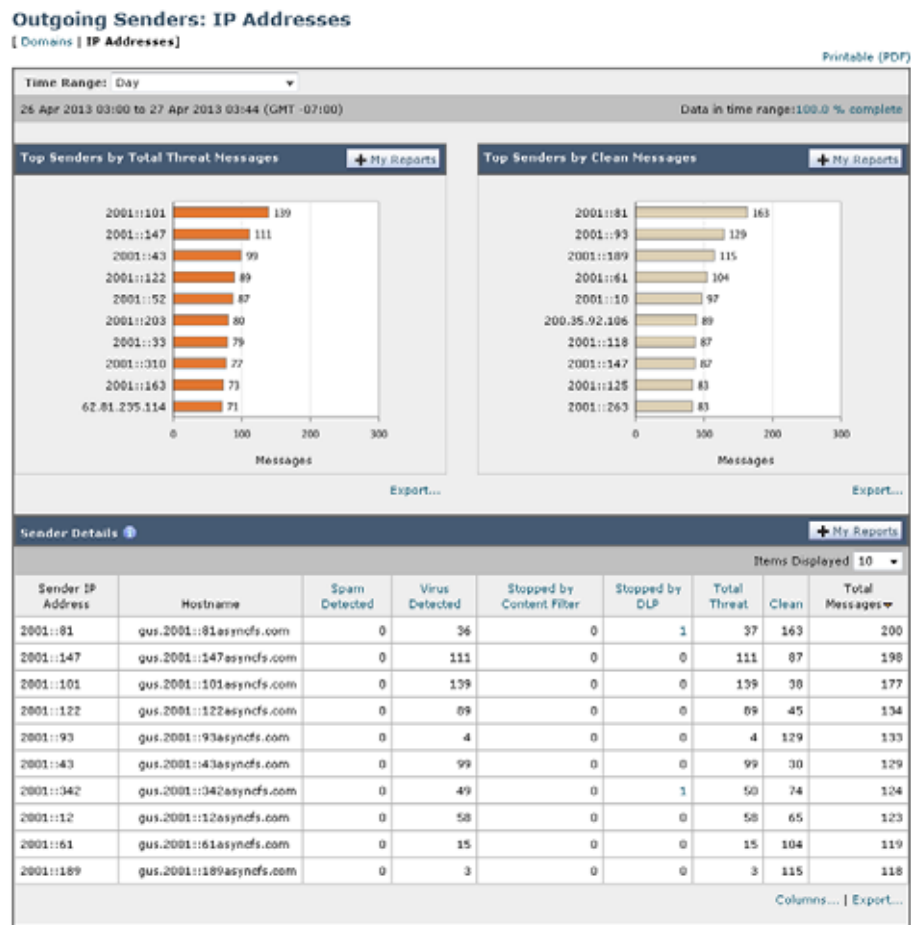 Outgoing Senders: IP Addresses
[ Domains | IP Addresses]
Printable (PDF)
Time Range: Day
26 Apr 2013 03:00 to 27 Apr 2013 03:44 (GMT -07:00) Data in time range:100.0 % complete
Top Senders by Total Threat Messages
+ My Reports
2001::101 139
2001::147 111
2001::43 99
2001::122 89
2001::52 87
2001::203 80
2001::33 79
2001::310 77
2001::163 73
62.81.235.114 71
0 100 200 300
Messages
Export...
Top Senders by Clean Messages
+ My Reports
2001::81 163
2001::93 129
2001::189 115
2001::61 104
2001::10 97
200.35.92.106 89
2001::118 87
2001::147 87
2001::125 83
2001::263 83
0 100 200 300
Messages
Export...
Sender Details
+ My Reports
Items Displayed 10
Sender IP Address Hostname Spam Detected Virus Detected Stopped by Content Filter Stopped by DLP Total Threat Clean Total Messages
2001::81 gus.2001::81asyncfs.com 0 36 0 1 37 163 200
2001::147 gus.2001::147asyncfs.com 0 111 0 0 111 87 198
2001::101 gus.2001::101asyncfs.com 0 139 0 0 139 38 177
2001::122 gus.2001::122asyncfs.com 0 89 0 0 89 45 134
2001::93 gus.2001::93asyncfs.com 0 4 0 0 4 129 133
2001::43 gus.2001::43asyncfs.com 0 99 0 0 99 30 129
2001::342 gus.2001::342asyncfs.com 0 49 0 1 50 74 124
2001::12 gus.2001::12asyncfs.com 0 58 0 0 58 65 123
2001::61 gus.2001::61asyncfs.com 0 15 0 0 15 104 119
2001::189 gus.2001::189asyncfs.com 0 3 0 0 3 115 118
Columns... | Export...